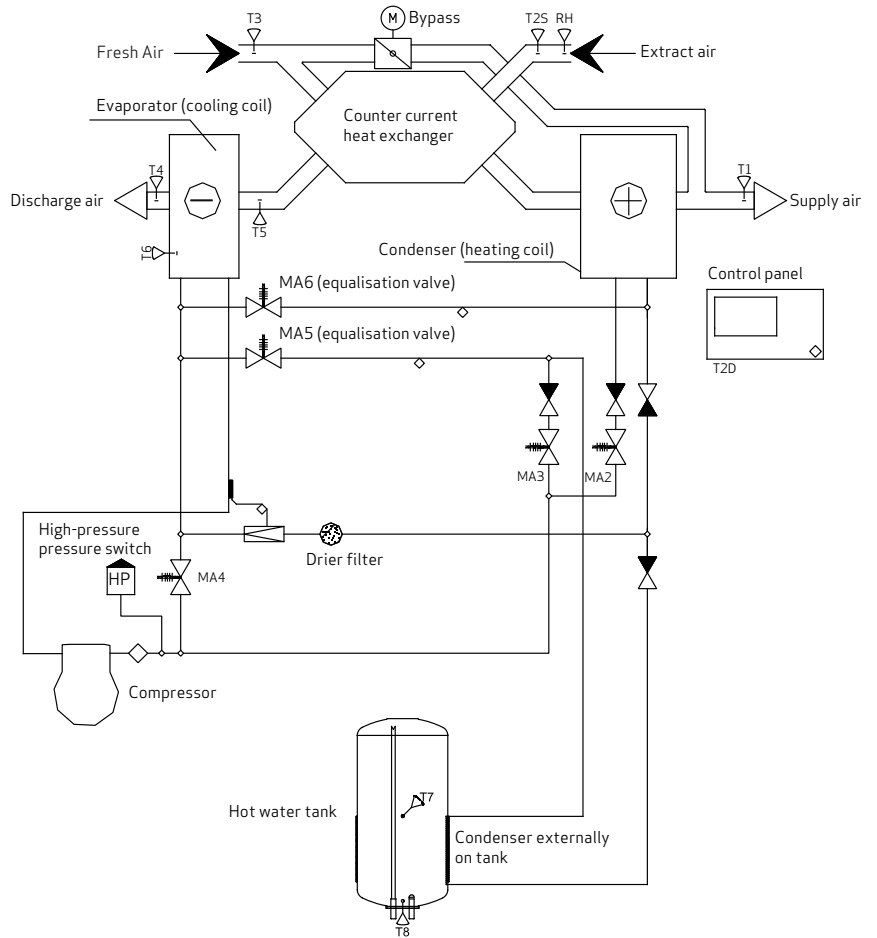 T3
M
Bypass
T2S
RH
Fresh Air
Extract air
Evaporator (cooling coil)
Counter current
heat exchanger
T4
T1
Discharge air
Supply air
T5
T6
Condenser (heating coil)
Control panel
MA6 (equalisation valve)
MA5 (equalisation valve)
T2D
MA3
MA2
High-pressure
pressure switch
Drier filter
HP
MA4
Compressor
T7
Hot water tank
Condenser externally
on tank
T8